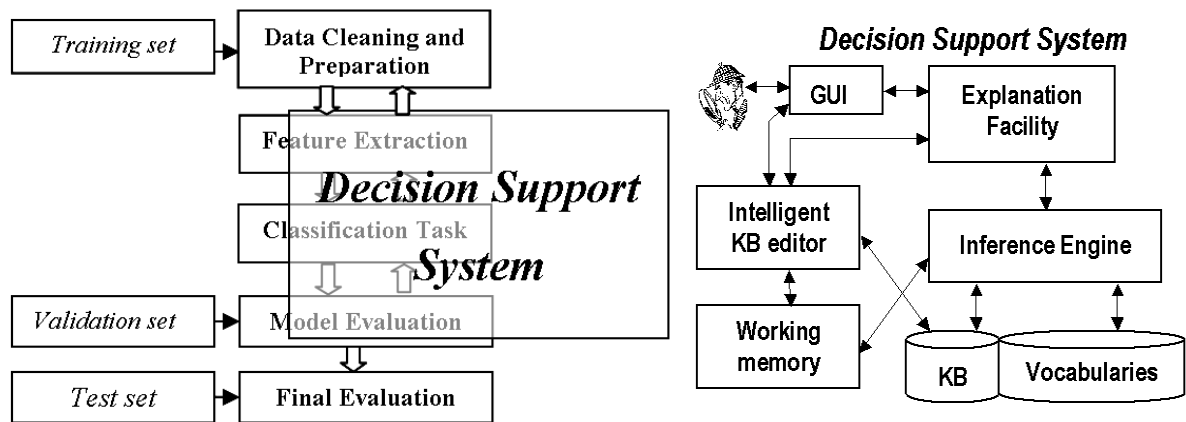 Training set
Data Cleaning and
Preparation
Feature Extraction
Decision Support
Classification Task
System
Validation set
Model Evaluation
Test set
Final Evaluation
Decision Support System
GUI
Explanation
Facility
Intelligent
KB editor
Inference Engine
Working
memory
KB
Vocabularies